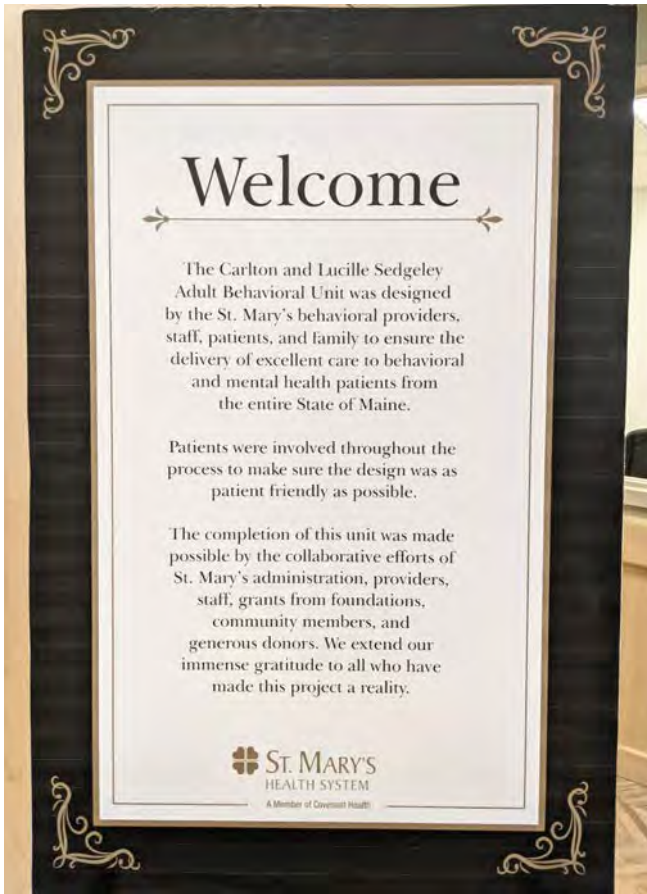 Welcome
The Carlton and Lucille Sedgeley
Adult Behavioral Unit was designed
by the St. Mary's behavioral providers,
staff, patients, and family to ensure the
delivery of excellent care to behavioral
and mental health patients from
the entire State of Maine.
Patients were involved throughout the
process to make sure the design was as
patient friendly as possible.
The completion of this unit was made
possible by the collaborative efforts of
St. Mary's administration, providers,
staff, grants from foundations,
community members, and
generous donors. We extend our
immense gratitude to all who have
made this project a reality.
ST. MARY'S
HEALTH SYSTEM
A Member of Covenant Health